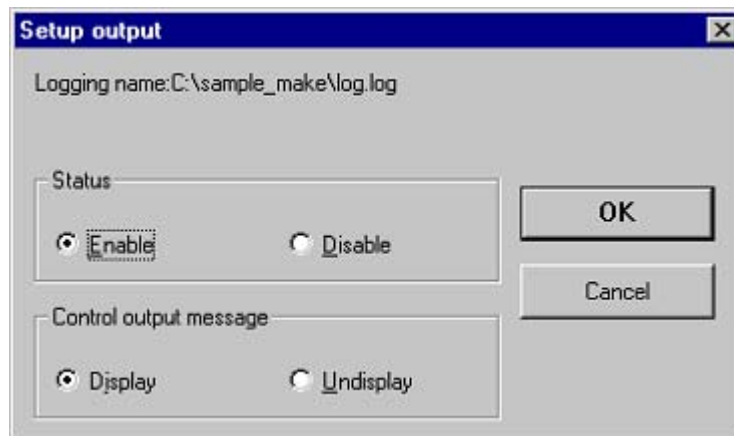 Setup output
Logging name:C:\sample_make\log.log
Status
Enable Disable
OK
Cancel
Control output message
Display Undisplay